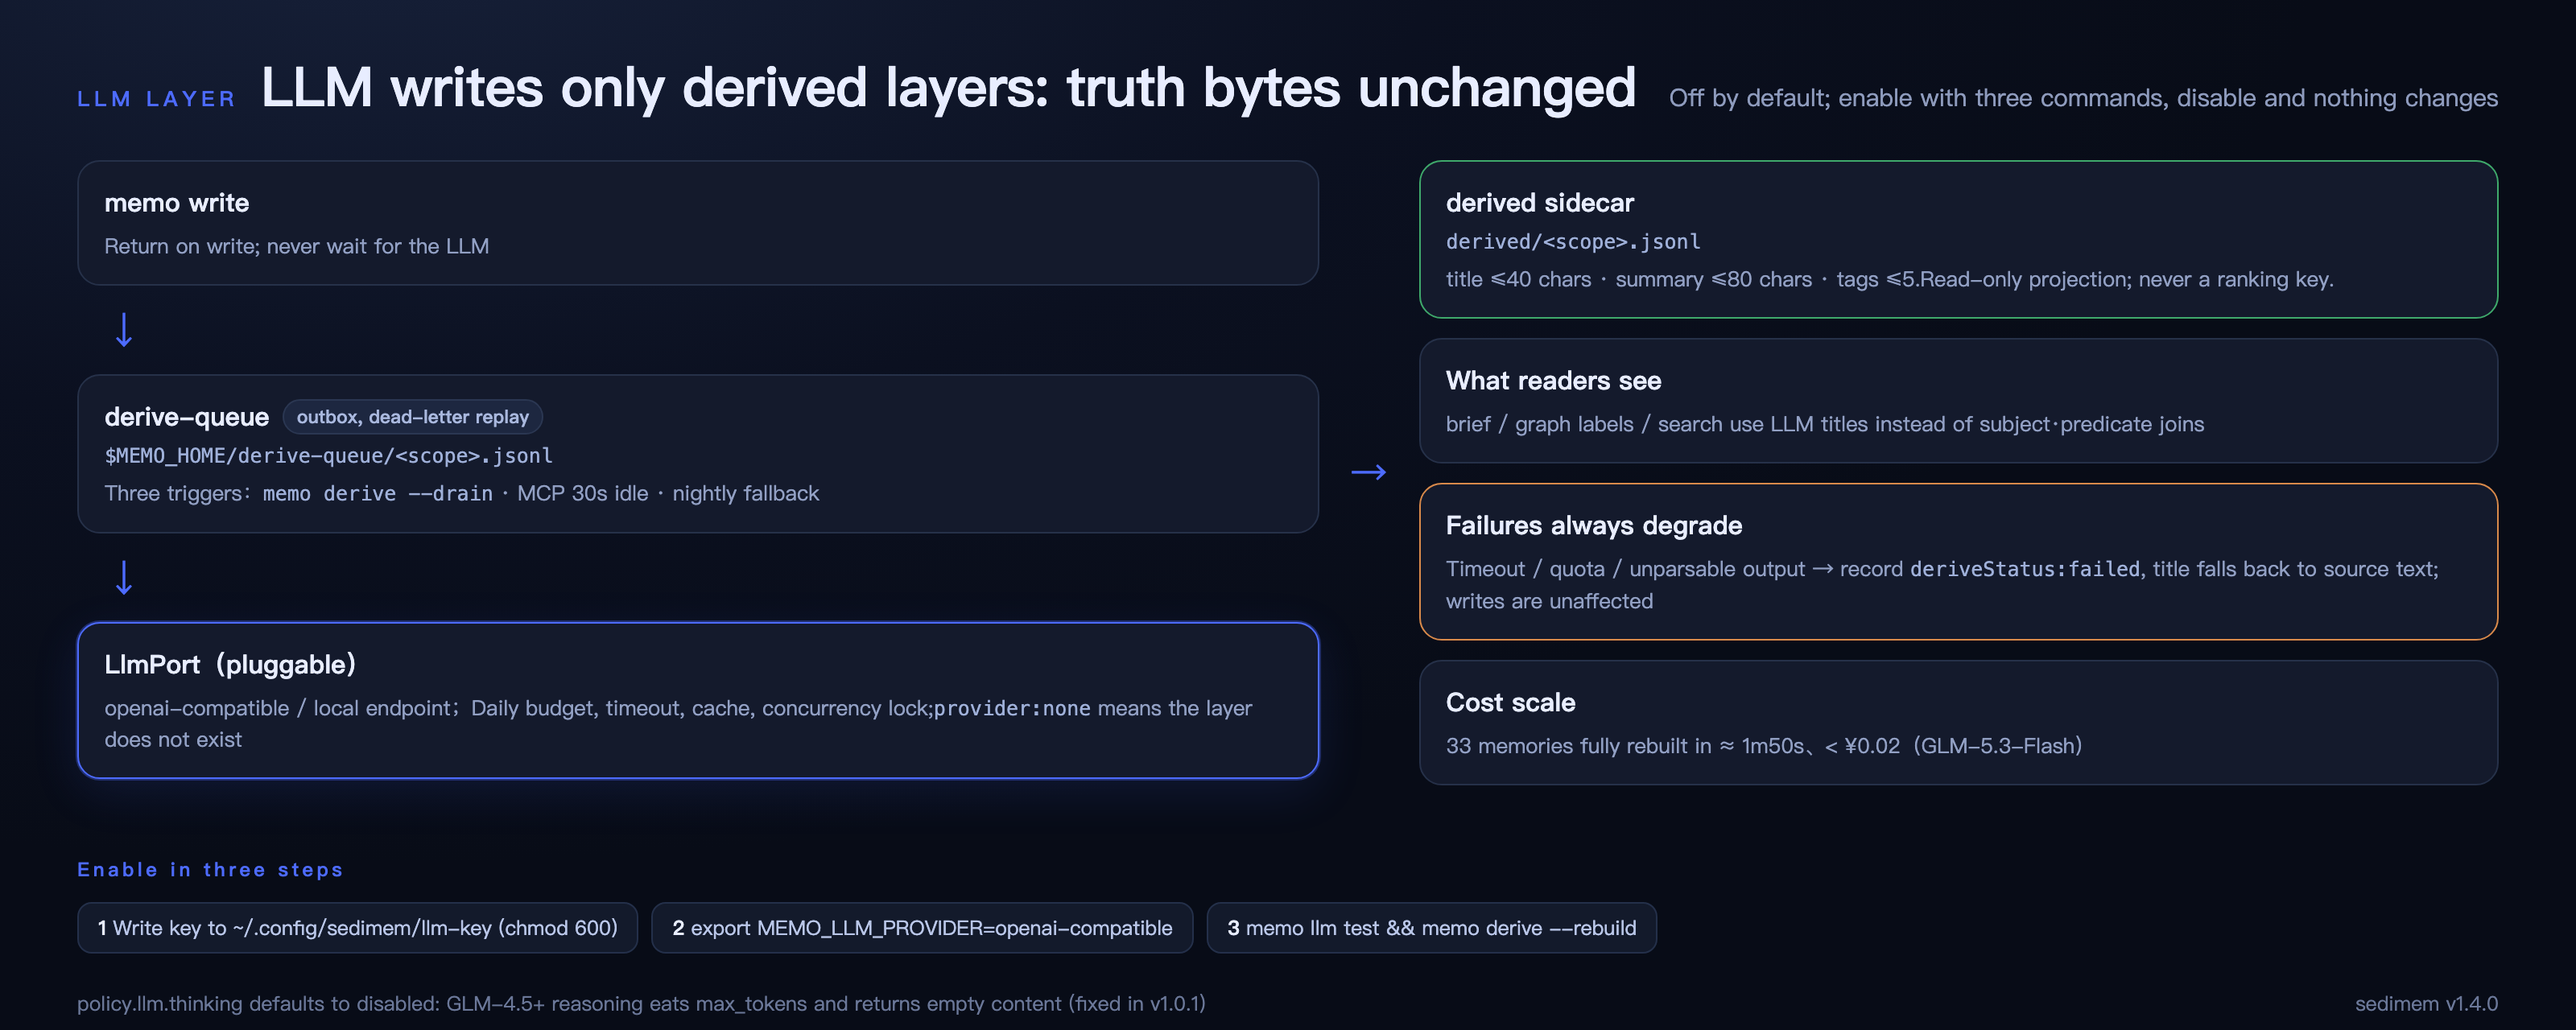 LLM LAYER LLM writes only derived layers: truth bytes unchanged Off by default; enable with three commands, disable and nothing changes
memo write
Return on write; never wait for the LLM
↓
derive-queue outbox, dead-letter replay
$MEMO_HOME/derive-queue/<scope>.jsonl
Three triggers：memo derive --drain · MCP 30s idle · nightly fallback
↓
LlmPort（pluggable）
openai-compatible / local endpoint；Daily budget, timeout, cache, concurrency lock;provider:none means the layer
does not exist
→
derived sidecar
derived/<scope>.jsonl
title ≤40 chars · summary ≤80 chars · tags ≤5.Read-only projection; never a ranking key.
What readers see
brief / graph labels / search use LLM titles instead of subject·predicate joins
Failures always degrade
Timeout / quota / unparsable output → record deriveStatus:failed, title falls back to source text;
writes are unaffected
Cost scale
33 memories fully rebuilt in ≈ 1m50s、< ¥0.02（GLM-5.3-Flash）
Enable in three steps
1 Write key to ~/.config/sedimem/llm-key (chmod 600)
2 export MEMO_LLM_PROVIDER=openai-compatible
3 memo llm test && memo derive --rebuild
policy.llm.thinking defaults to disabled: GLM-4.5+ reasoning eats max_tokens and returns empty content (fixed in v1.0.1)
sedimem v1.4.0